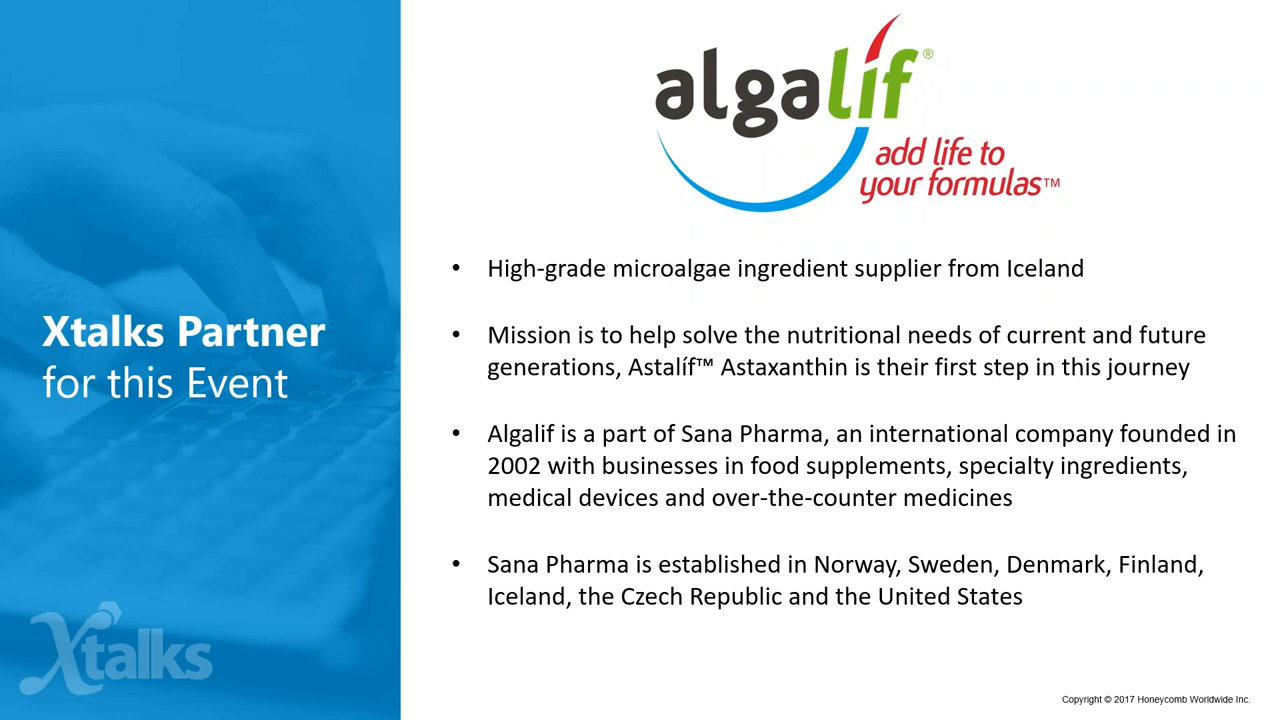 Xtalks Partner
for this Event
Xtalks
algalíf®
add life to
your formulas™
• High-grade microalgae ingredient supplier from Iceland
• Mission is to help solve the nutritional needs of current and future
generations, Astalíf™ Astaxanthin is their first step in this journey
• Algalif is a part of Sana Pharma, an international company founded in
2002 with businesses in food supplements, specialty ingredients,
medical devices and over-the-counter medicines
• Sana Pharma is established in Norway, Sweden, Denmark, Finland,
Iceland, the Czech Republic and the United States
Copyright © 2017 Honeycomb Worldwide Inc.